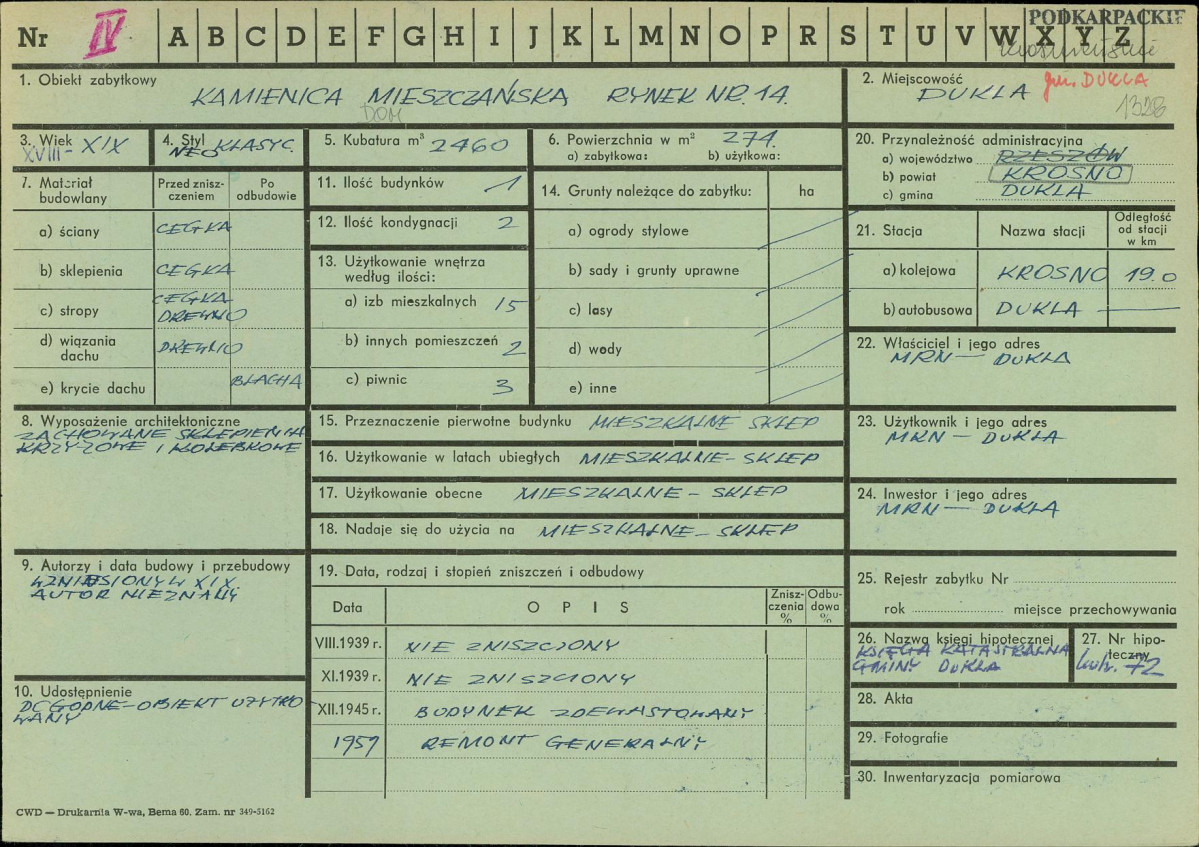 Nr IV A B C D E F G H I J K L M N O P R S T U V W X Y Z PODKARPACKIE
1. Obiekt zabytkowy
KAMIENICA MIESZCZAŃSKA RYNEK NR. 14.
DOM
2. Miejscowość
DUKLA gm. DUKLA
1328
3. Wiek
XVIII - XIX
4. Styl
NEO KLASYC.
5. Kubatura m³ 2460
6. Powierzchnia w m² 274.
a) zabytkowa: b) użytkowa:
7. Materiał budowlany
Przed zniszczeniem
Po odbudowie
a) ściany CEGŁA
b) sklepienia CEGŁA
c) stropy CEGŁA
DREWNO
d) wiązania dachu DREWNO
e) krycie dachu BLACHA
8. Wyposażenie architektoniczne
ZACHOWANE SKLEPIENIA
KRZYŻOWE I KOLEBKOWE
9. Autorzy i data budowy i przebudowy
WZNIESIONY W XIX.
AUTOR NIEZNANY
10. Udostępnienie
DOGODNE - OBIEKT UŻYTKO
WANY
11. Ilość budynków 1
12. Ilość kondygnacji 2
13. Użytkowanie wnętrza
według ilości:
a) izb mieszkalnych 15
b) innych pomieszczeń 2
c) piwnic 3
14. Grunty należące do zabytku: ha
a) ogrody stylowe
b) sady i grunty uprawne
c) lasy
d) wody
e) inne
15. Przeznaczenie pierwotne budynku MIESZKALNE SKLEP
16. Użytkowanie w latach ubiegłych MIESZKALNE - SKLEP
17. Użytkowanie obecne MIESZKALNE - SKLEP
18. Nadaje się do użycia na MIESZKALNE - SKLEP
19. Data, rodzaj i stopień zniszczeń i odbudowy
Data OPIS Zniszczenia % Odbudowa %
VIII.1939 r. NIE ZNISZCZONY
XI.1939 r. NIE ZNISZCZONY
XII.1945 r. BUDYNEK ZDEWASTOWANY
1957 REMONT GENERALNY
20. Przynależność administracyjna
a) województwo RZESZÓW
b) powiat KROSNO
c) gmina DUKLA
21. Stacja Nazwa stacji Odległość od stacji w km
a) kolejowa KROSNO 19.0
b) autobusowa DUKLA
22. Właściciel i jego adres
MRN - DUKLA
23. Użytkownik i jego adres
MRN - DUKLA
24. Inwestor i jego adres
MRN - DUKLA
25. Rejestr zabytku Nr
rok miejsce przechowywania
26. Nazwa księgi hipotecznej
KSIĘGA KATASTRALNA
GMINY DUKLA
27. Nr hipoteczny
72
28. Akta
29. Fotografie
30. Inwentaryzacja pomiarowa
CWD — Drukarnia W-wa, Bema 60. Zam. nr 349-5162